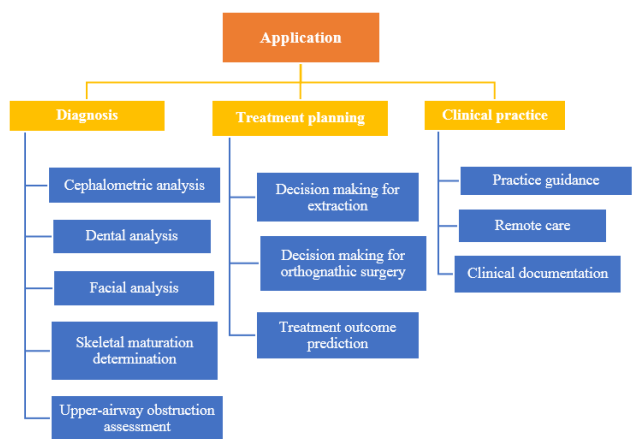 Application
Diagnosis
Cephalometric analysis
Dental analysis
Facial analysis
Skeletal maturation
determination
Upper-airway obstruction
assessment
Treatment planning
Decision making for
extraction
Decision making for
orthognathic surgery
Treatment outcome
prediction
Clinical practice
Practice guidance
Remote care
Clinical documentation